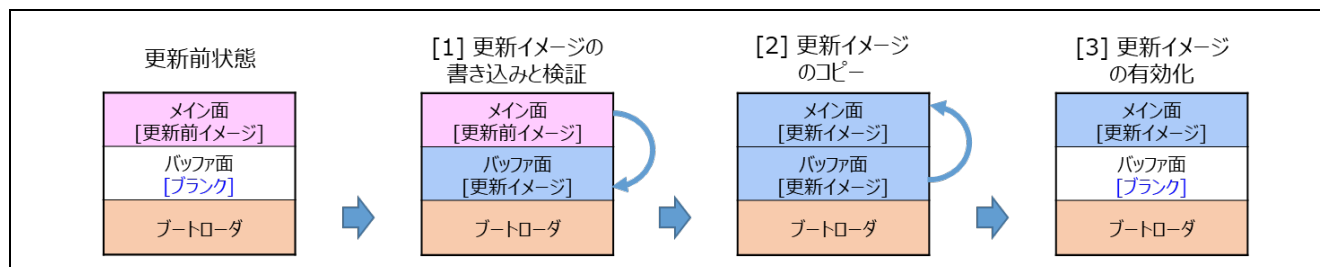 更新前状態
メイン面
[更新前イメージ]
バッファ面
[ブランク]
ブートローダ
[1] 更新イメージの
書き込みと検証
メイン面
[更新前イメージ]
バッファ面
[更新イメージ]
ブートローダ
[2] 更新イメージ
のコピー
メイン面
[更新イメージ]
バッファ面
[更新イメージ]
ブートローダ
[3] 更新イメージ
の有効化
メイン面
[更新イメージ]
バッファ面
[ブランク]
ブートローダ